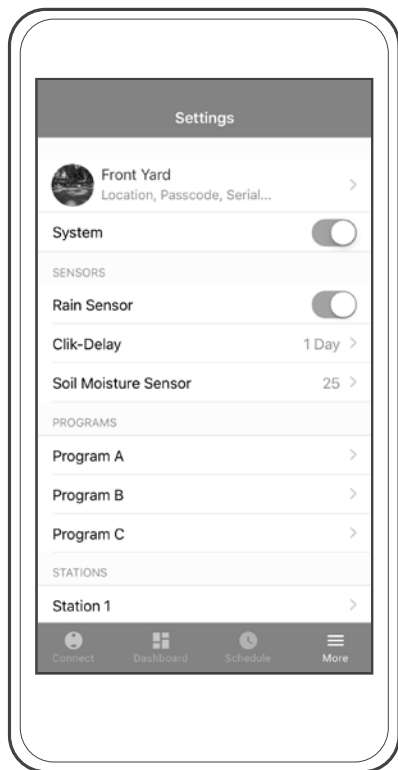 Settings
Front Yard
Location, Passcode, Serial...
System
SENSORS
Rain Sensor
Clik-Delay 1 Day
Soil Moisture Sensor 25
PROGRAMS
Program A
Program B
Program C
STATIONS
Station 1
Connect Dashboard Schedule More